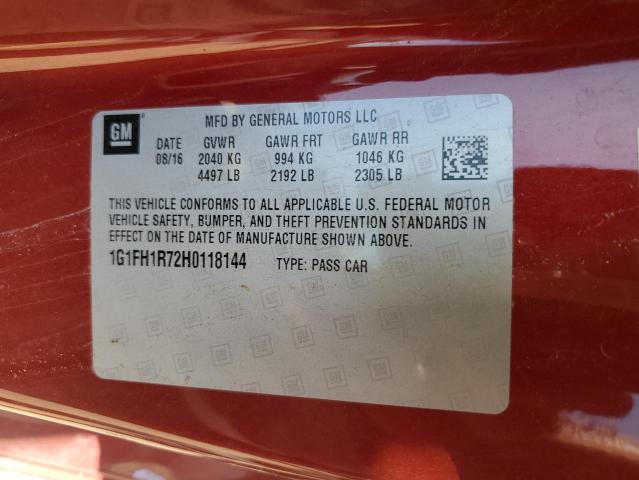 GM
MFD BY GENERAL MOTORS LLC
DATE GVWR GAWR FRT GAWR RR
08/16 2040 KG 994 KG 1046 KG
4497 LB 2192 LB 2305 LB
THIS VEHICLE CONFORMS TO ALL APPLICABLE U.S. FEDERAL MOTOR
VEHICLE SAFETY, BUMPER, AND THEFT PREVENTION STANDARDS IN
EFFECT ON THE DATE OF MANUFACTURE SHOWN ABOVE.
1G1FH1R72H0118144 TYPE: PASS CAR